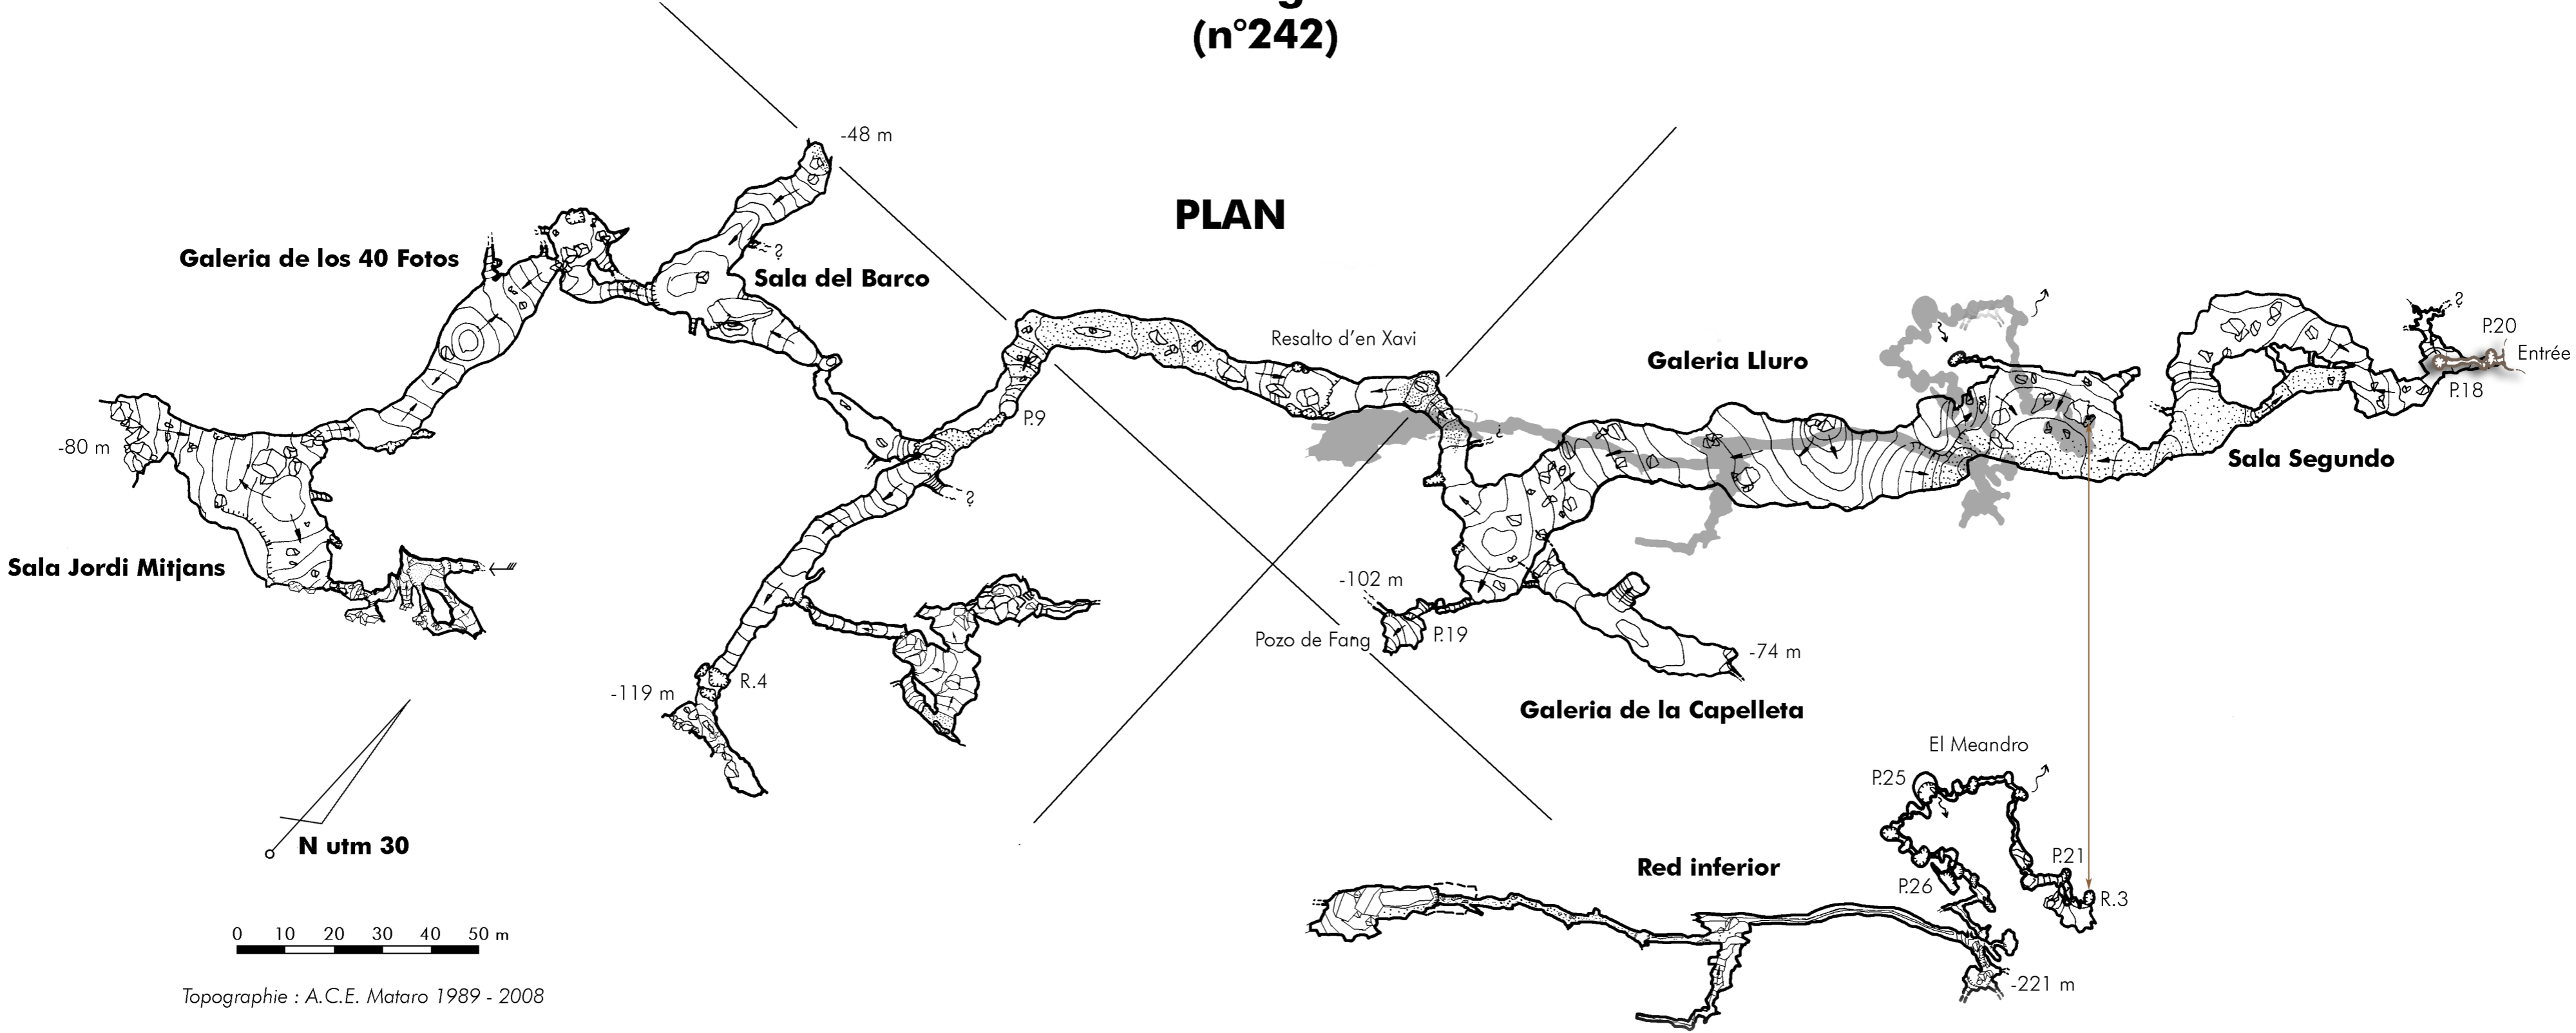 (n°242)
-48 m
PLAN
Galeria de los 40 Fotos
?
Sala del Barco
Resalto d'en Xavi
Galeria Lluro
?
P.20
Entrée
P.18
P.9
-80 m
?
Sala Segundo
?
Sala Jordi Mitjans
-102 m
Pozo de Fang
P.19
-74 m
-119 m
R.4
Galeria de la Capelleta
El Meandro
P.25
N utm 30
Red inferior
P.21
P.26
R.3
0 10 20 30 40 50 m
-221 m
Topographie : A.C.E. Mataro 1989 - 2008